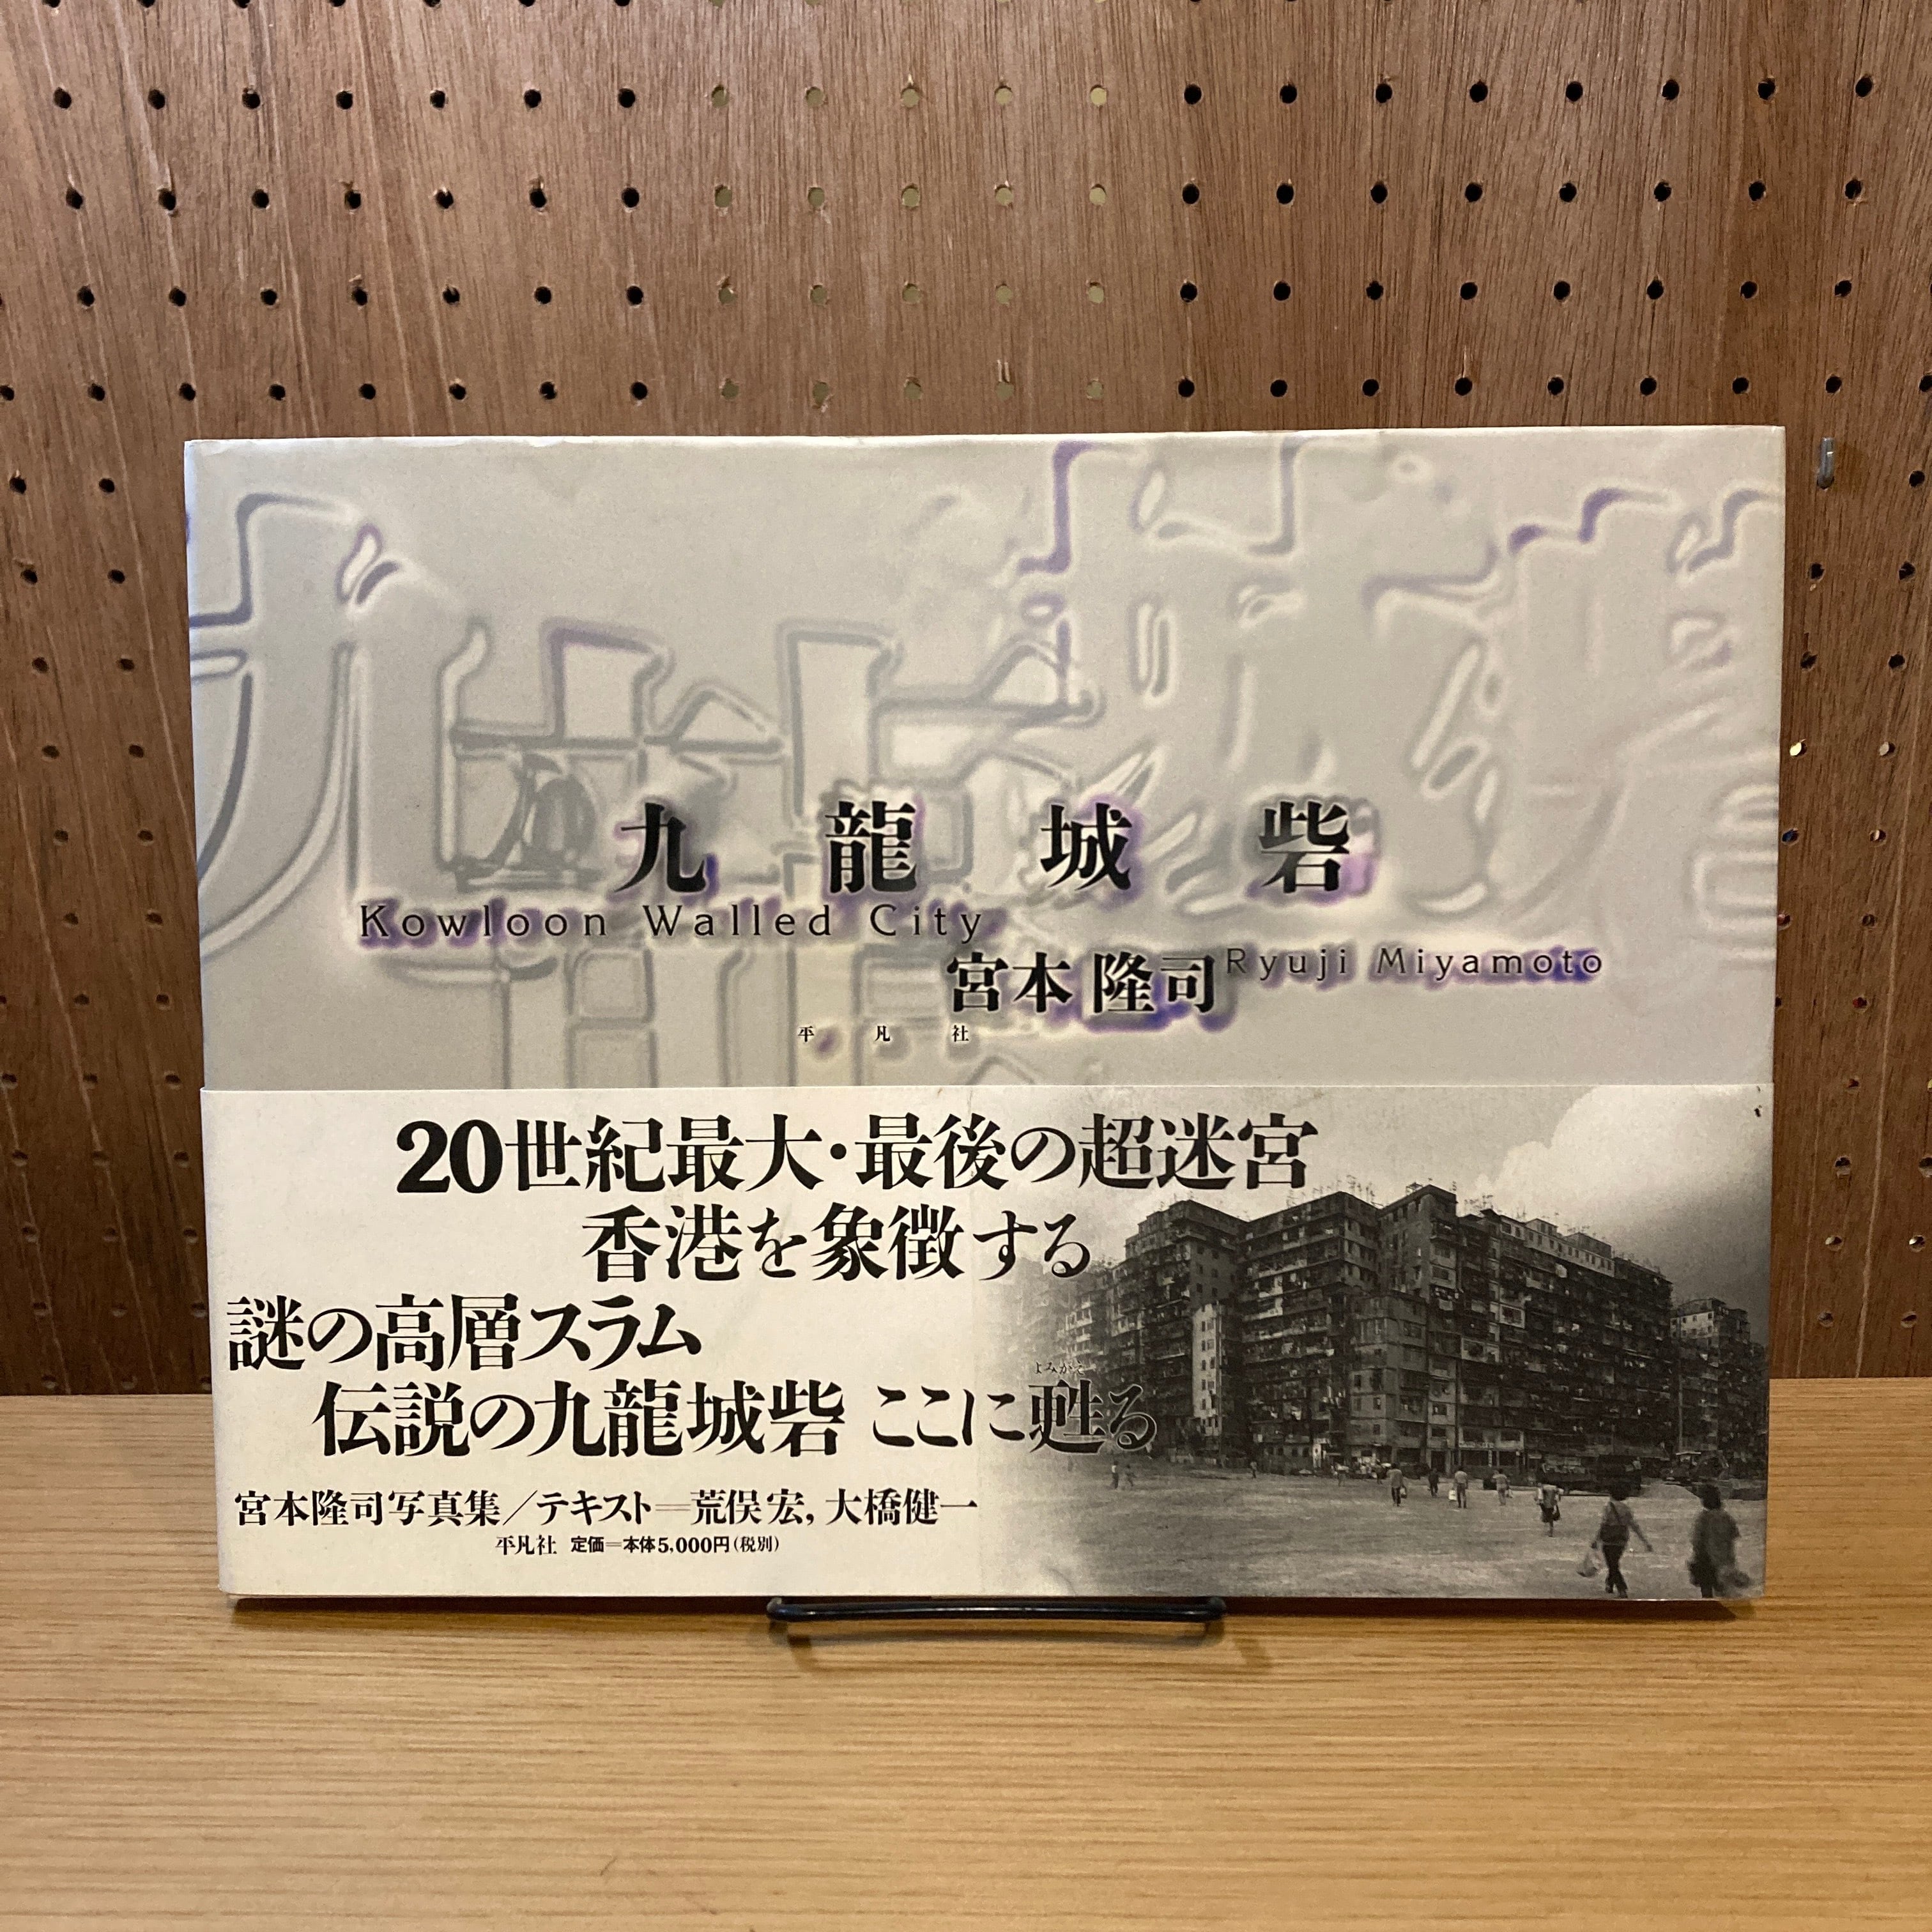 九龍城砦
Kowloon Walled City
宮本隆司 Ryuji Miyamoto
平凡社
20世紀最大・最後の超迷宮
香港を象徴する
謎の高層スラム
よみがえ
伝説の九龍城砦 ここに甦る
宮本隆司写真集／テキスト＝荒俣宏, 大橋健一
平凡社 定価＝本体5,000円(税別)